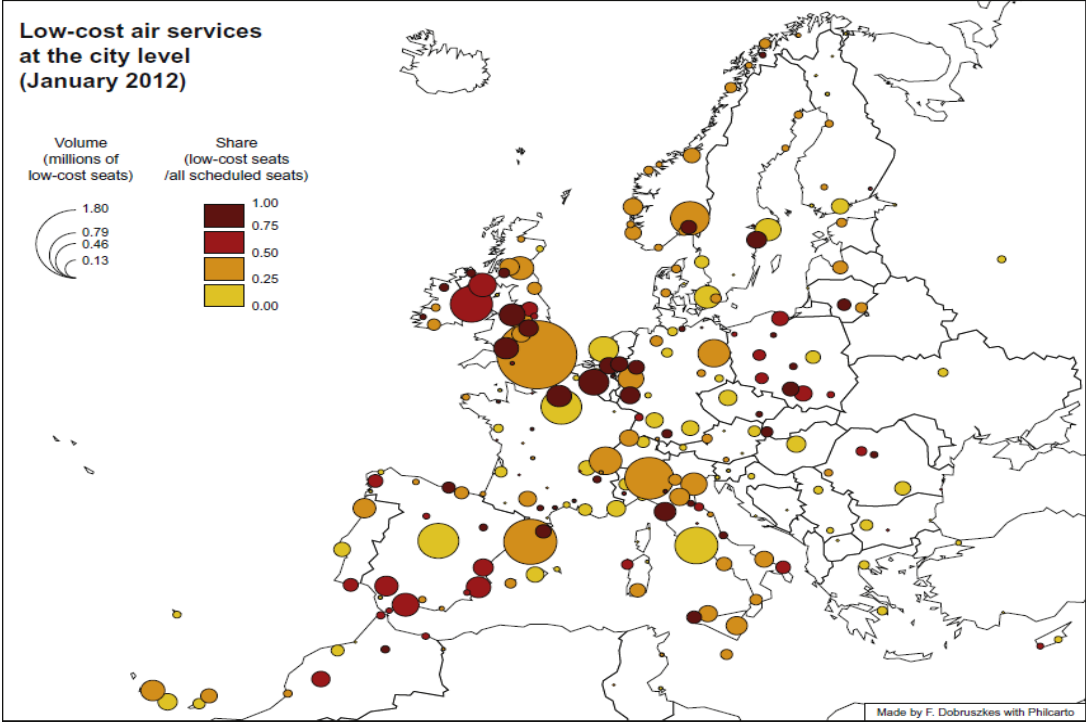 Low-cost air services
at the city level
(January 2012)
Volume
(millions of
low-cost seats)
1.80
0.79
0.46
0.13
Share
(low-cost seats
/all scheduled seats)
1.00
0.75
0.50
0.25
0.00
Made by F. Dobruszkes with Philcarto